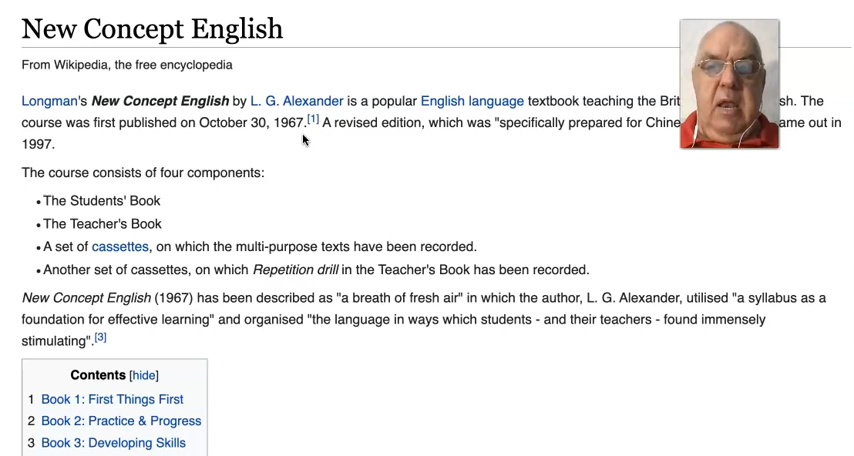 New Concept English
From Wikipedia, the free encyclopedia
Longman's New Concept English by L. G. Alexander is a popular English language textbook teaching the Brit sh. The
course was first published on October 30, 1967.[1] A revised edition, which was "specifically prepared for Chine ame out in
1997.
The course consists of four components:
• The Students' Book
• The Teacher's Book
• A set of cassettes, on which the multi-purpose texts have been recorded.
• Another set of cassettes, on which Repetition drill in the Teacher's Book has been recorded.
New Concept English (1967) has been described as "a breath of fresh air" in which the author, L. G. Alexander, utilised "a syllabus as a
foundation for effective learning" and organised "the language in ways which students - and their teachers - found immensely
stimulating".[3]
Contents [hide]
1 Book 1: First Things First
2 Book 2: Practice & Progress
3 Book 3: Developing Skills